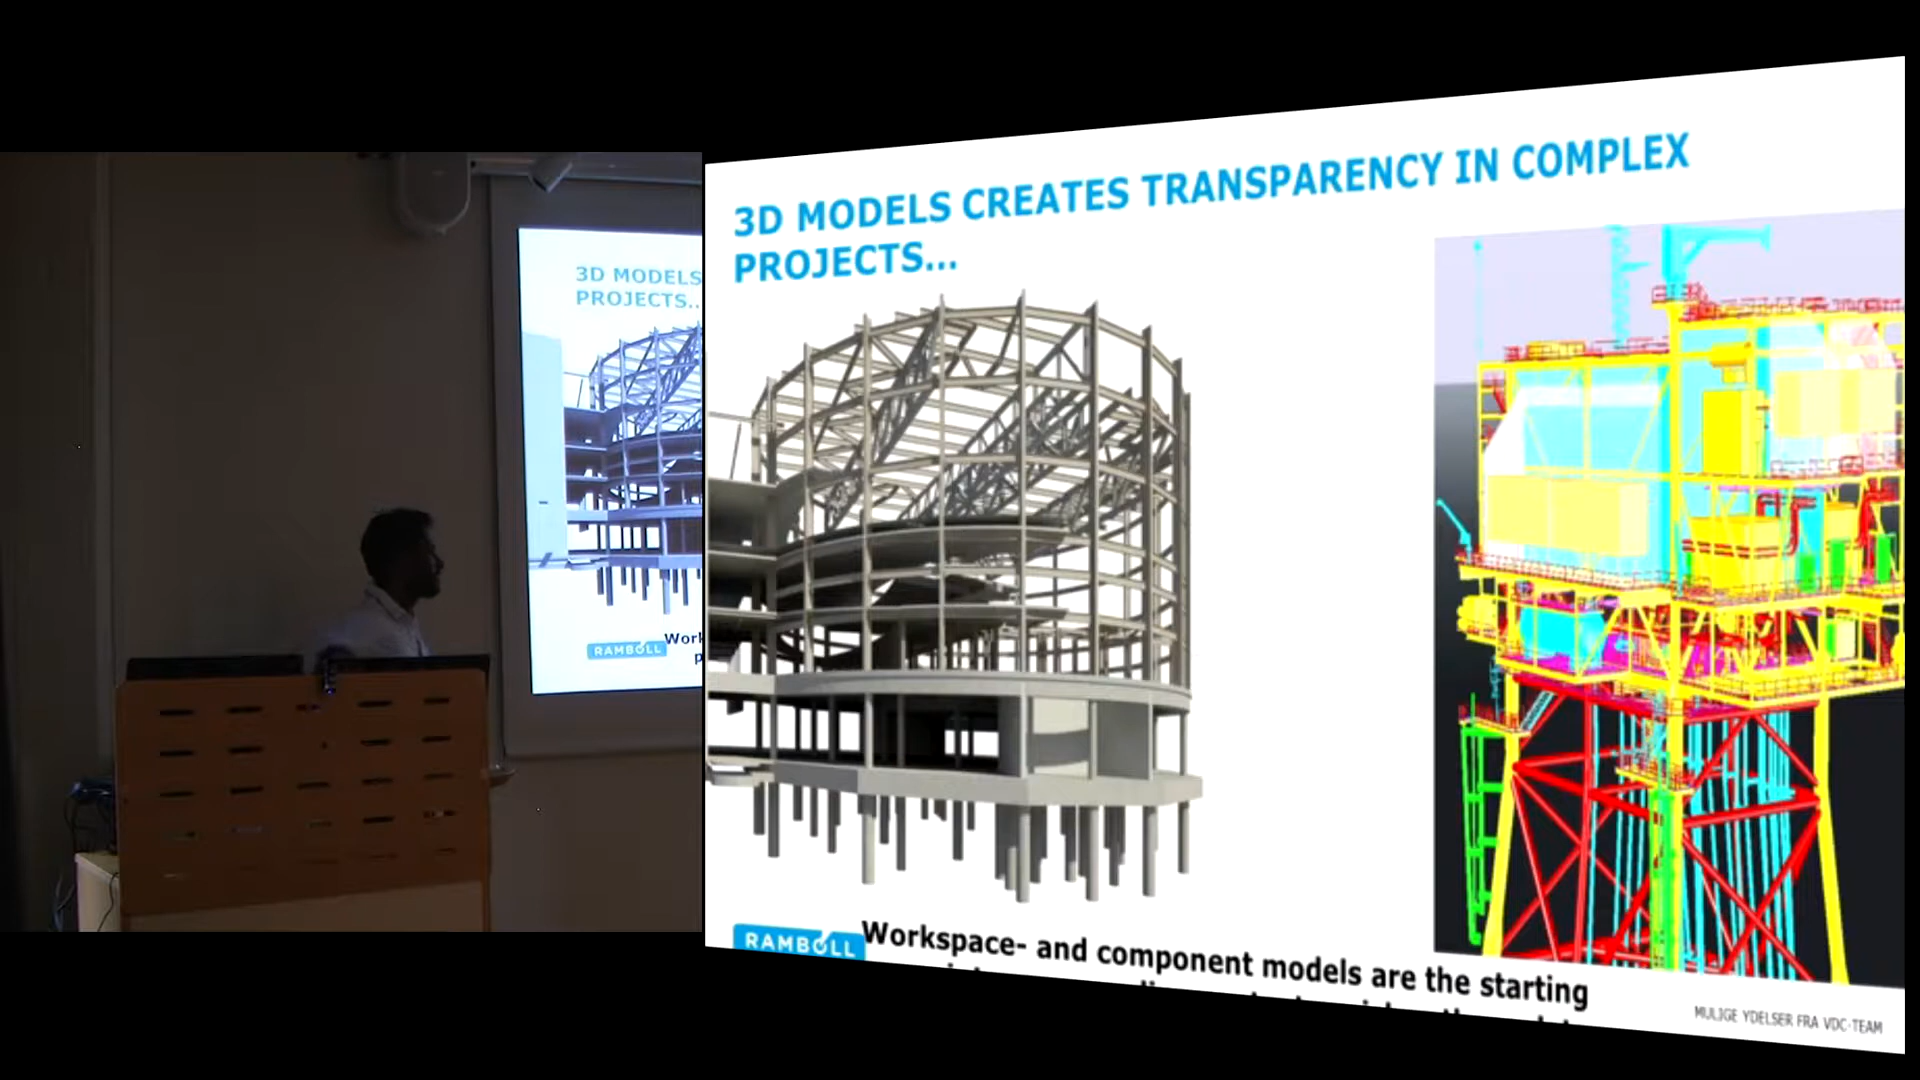 3D MODELS
PROJECTS..
RAMBOLL
Work
3D MODELS CREATES TRANSPARENCY IN COMPLEX
PROJECTS...
RAMBOLL
Workspace- and component models are the starting
MULIGE YDELSER FRA VDC-TEAM